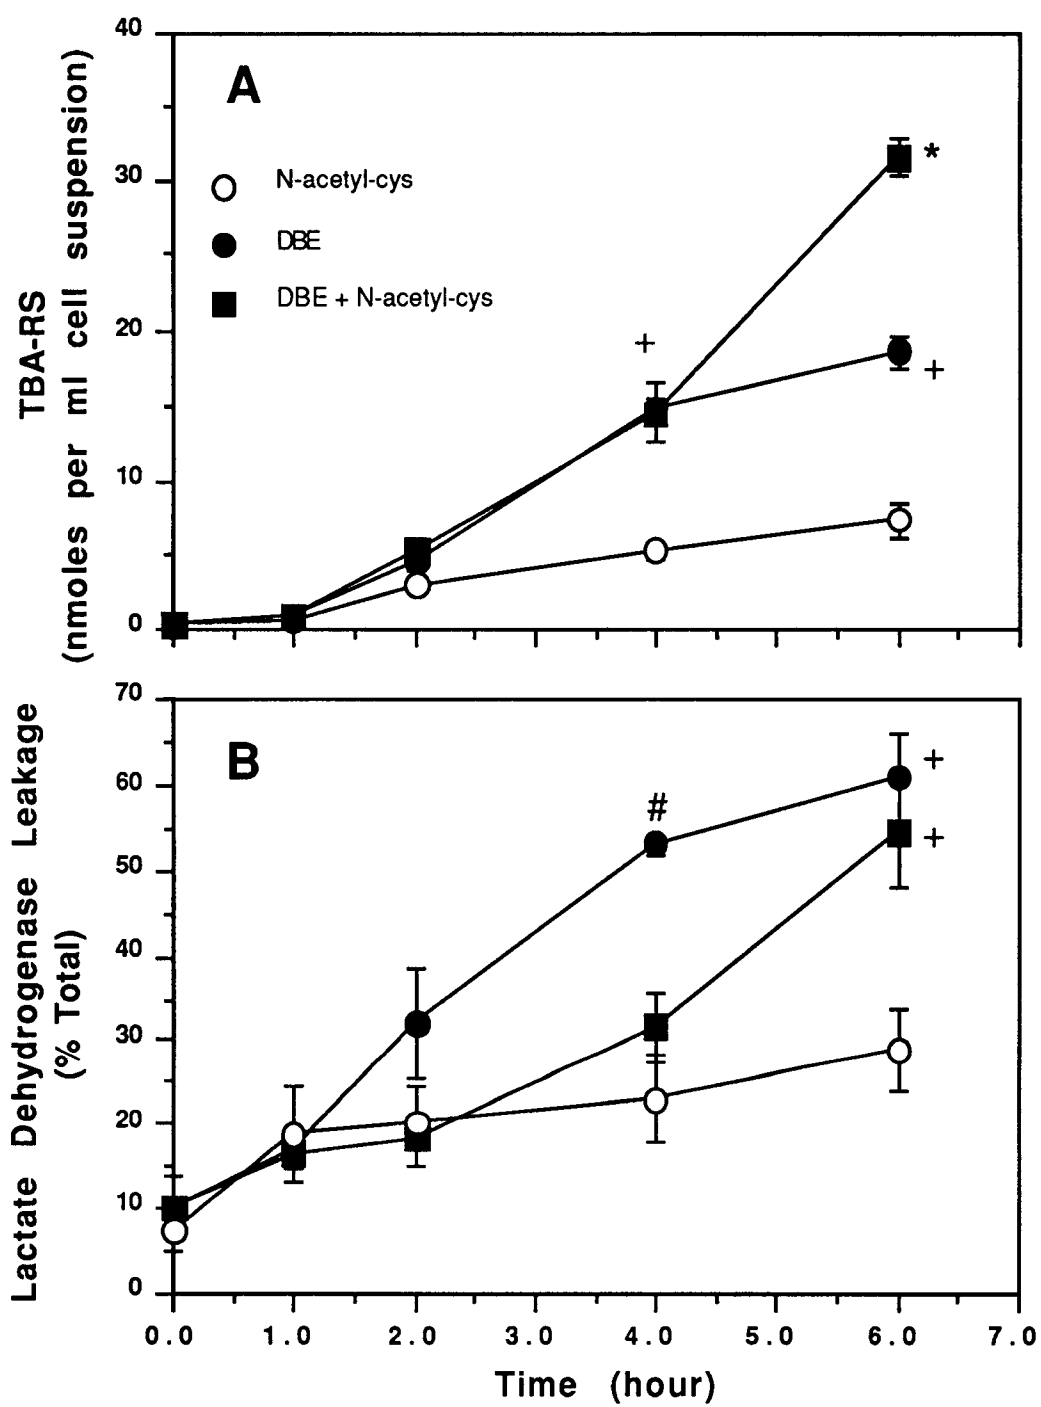 40
A
30
N-acetyl-cys
DBE
DBE + N-acetyl-cys
*
20
+
+
10
0
TBA-RS
(nmoles per ml cell suspension)
70
B
60
#
+
+
50
40
30
20
10
0
Lactate Dehydrogenase Leakage
(% Total)
0.0 1.0 2.0 3.0 4.0 5.0 6.0 7.0
Time (hour)